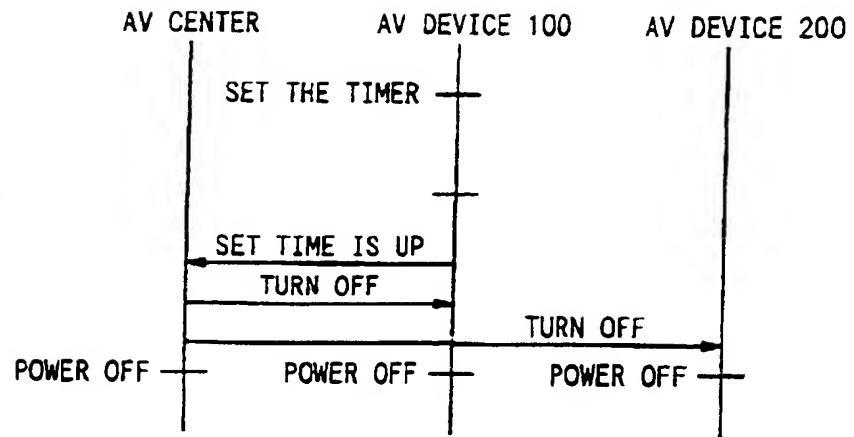 AV CENTER
AV DEVICE 100
AV DEVICE 200
SET THE TIMER
SET TIME IS UP
TURN OFF
TURN OFF
POWER OFF
POWER OFF
POWER OFF